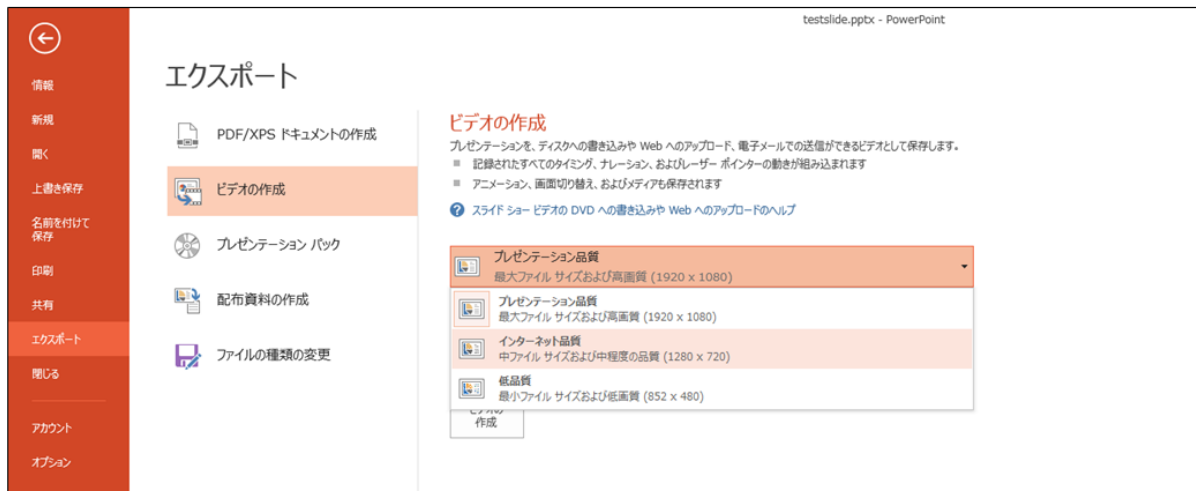 testslide.pptx - PowerPoint
情報
新規
開く
上書き保存
名前を付けて
保存
印刷
共有
エクスポート
閉じる
アカウント
オプション
エクスポート
PDF/XPS ドキュメントの作成
ビデオの作成
プレゼンテーション パック
配布資料の作成
ファイルの種類の変更
ビデオの作成
プレゼンテーションを、ディスクへの書き込みや Web へのアップロード、電子メールでの送信ができるビデオとして保存します。
記録されたすべてのタイミング、ナレーション、およびレーザー ポインターの動きが組み込まれます
アニメーション、画面切り替え、およびメディアも保存されます
スライド ショー ビデオの DVD への書き込みや Web へのアップロードのヘルプ
プレゼンテーション品質
最大ファイル サイズおよび高画質 (1920 x 1080)
プレゼンテーション品質
最大ファイル サイズおよび高画質 (1920 x 1080)
インターネット品質
中ファイル サイズおよび中程度の品質 (1280 x 720)
低品質
最小ファイル サイズおよび低画質 (852 x 480)
ビデオの
作成